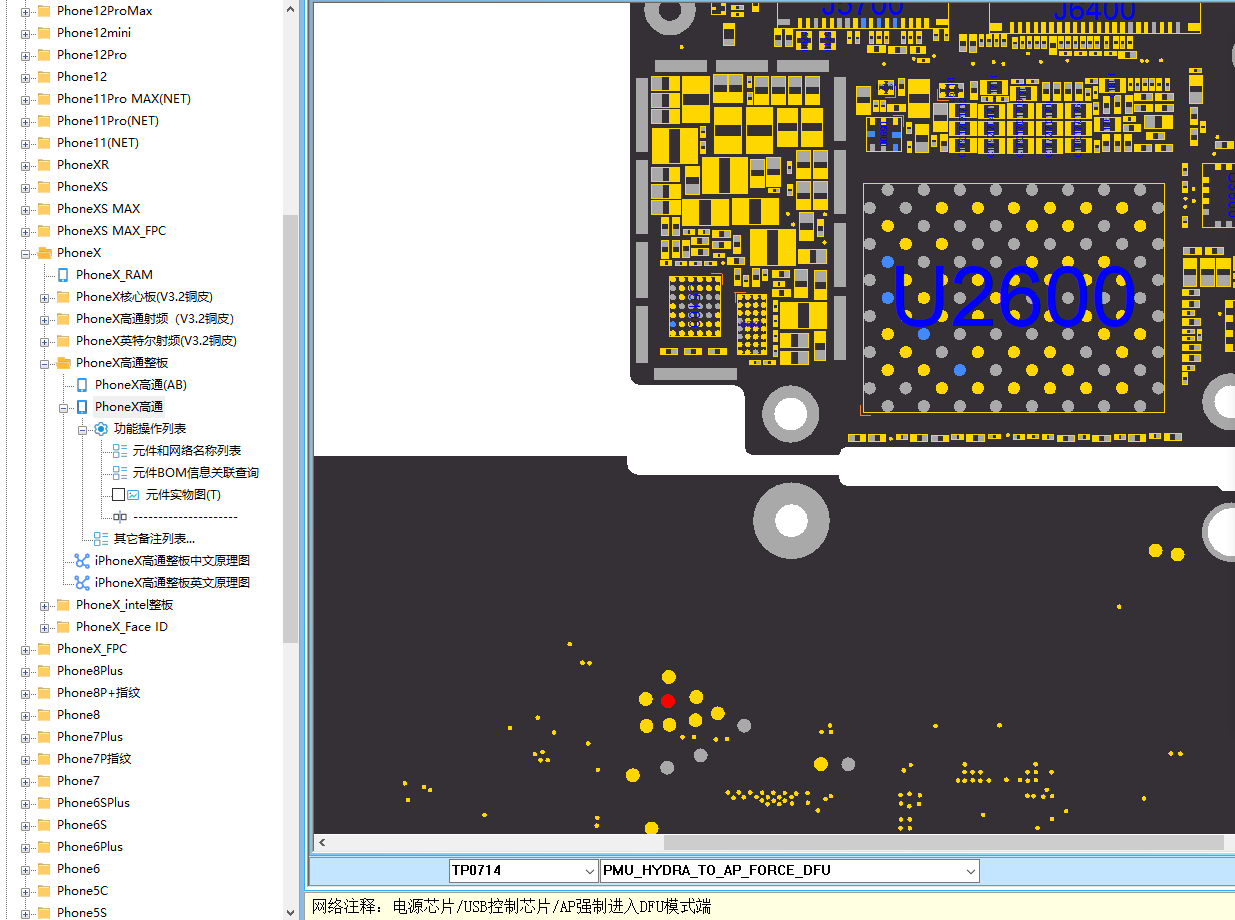 Phone12ProMax
Phone12mini
Phone12Pro
Phone12
Phone11Pro MAX(NET)
Phone11Pro(NET)
Phone11(NET)
PhoneXR
PhoneXS
PhoneXS MAX
PhoneXS MAX_FPC
PhoneX
PhoneX_RAM
PhoneX核心板(V3.2铜皮)
PhoneX高通射频（V3.2铜皮）
PhoneX英特尔射频(V3.2铜皮)
PhoneX高通整板
PhoneX高通(AB)
PhoneX高通
功能操作列表
元件和网络名称列表
元件BOM信息关联查询
元件实物图(T)
--------------------
其它备注列表...
iPhoneX高通整板中文原理图
iPhoneX高通整板英文原理图
PhoneX_intel整板
PhoneX_Face ID
PhoneX_FPC
Phone8Plus
Phone8P+指纹
Phone8
Phone7Plus
Phone7P指纹
Phone7
Phone6SPlus
Phone6S
Phone6Plus
Phone6
Phone5C
Phone5S
J5700
J6400
U2600
TP0714
PMU_HYDRA_TO_AP_FORCE_DFU
网络注释：电源芯片/USB控制芯片/AP强制进入DFU模式端